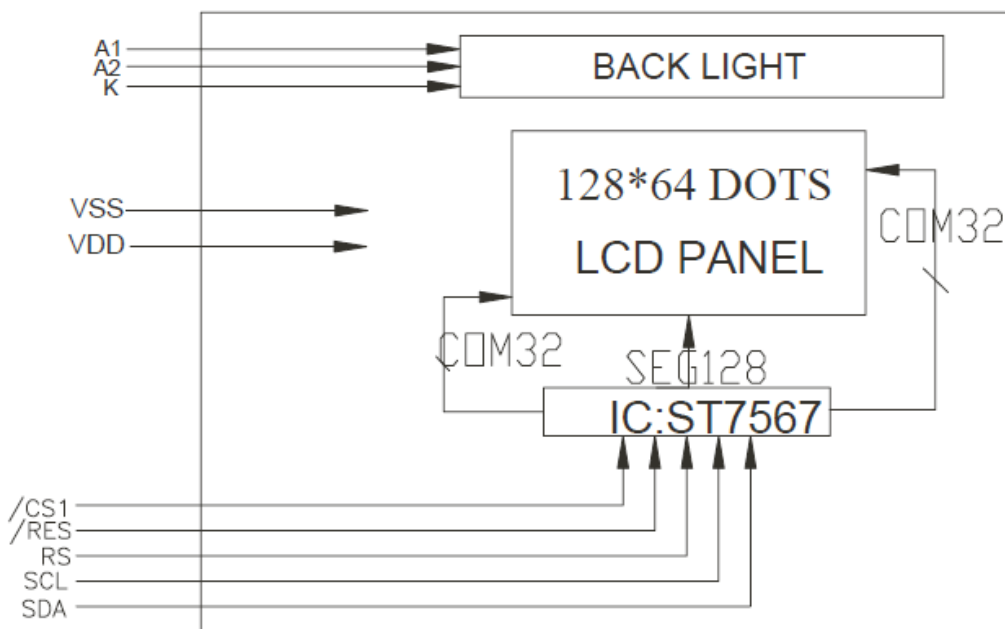 A1
A2
K
BACK LIGHT
VSS
VDD
128*64 DOTS
LCD PANEL
COM32
COM32
SEG128
IC:ST7567
/CS1
/RES
RS
SCL
SDA